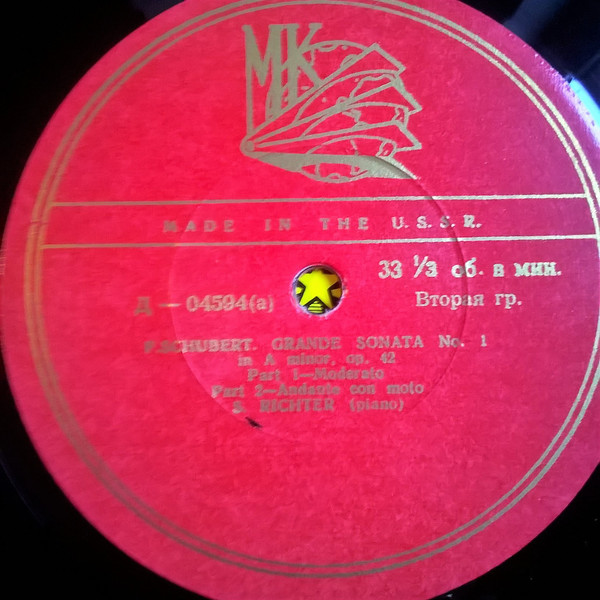 MK
MADE IN THE U.S.S.R.
33 1/3 об. в мин.
Д—04594(а) Вторая гр.
F. SCHUBERT. GRANDE SONATA No. 1
in A minor, op. 42
Part 1—Moderato
Part 2—Andante con moto
S. RICHTER (piano)